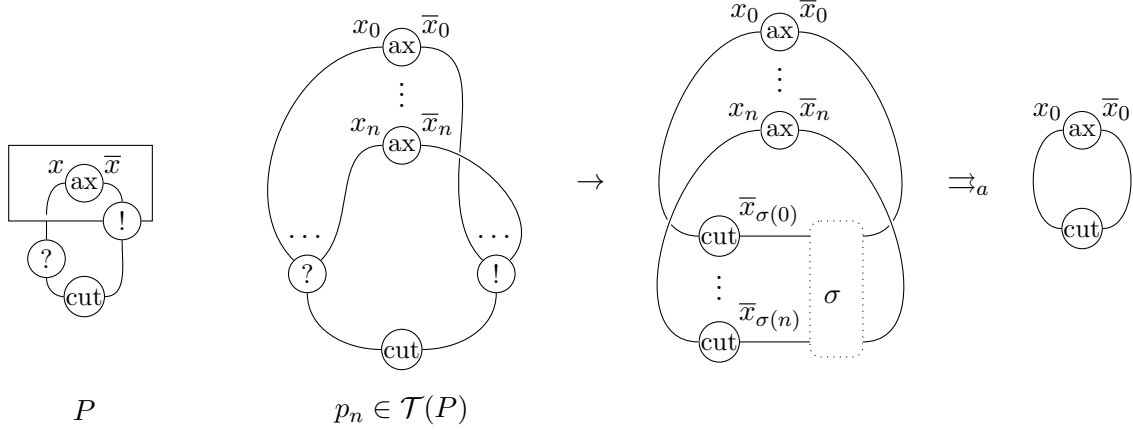 x ax x̅
!
?
cut
P
x₀ ax x̅₀
⋮
xₙ ax x̅ₙ
... ...
? !
cut
pₙ ∈ 𝒯(P)
→
x₀ ax x̅₀
⋮
xₙ ax x̅ₙ
cut x̅_{σ(0)}
⋮ σ
cut x̅_{σ(n)}
⇉ₐ
x₀ ax x̅₀
cut